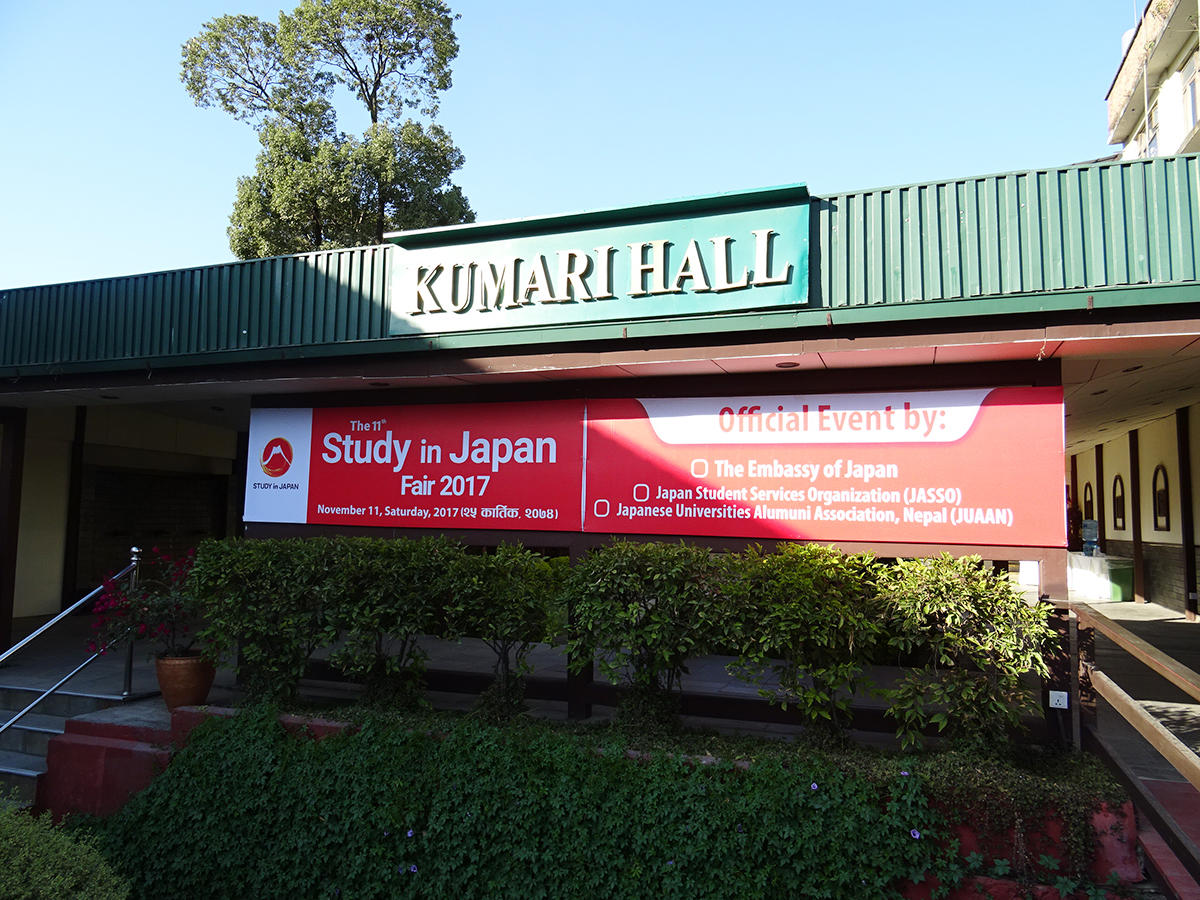 KUMARI HALL
STUDY in JAPAN
The 11th
Study in Japan
Fair 2017
November 11, Saturday, 2017 (२५ कार्तिक, २०७४)
Official Event by:
The Embassy of Japan
Japan Student Services Organization (JASSO)
Japanese Universities Alumuni Association, Nepal (JUAAN)